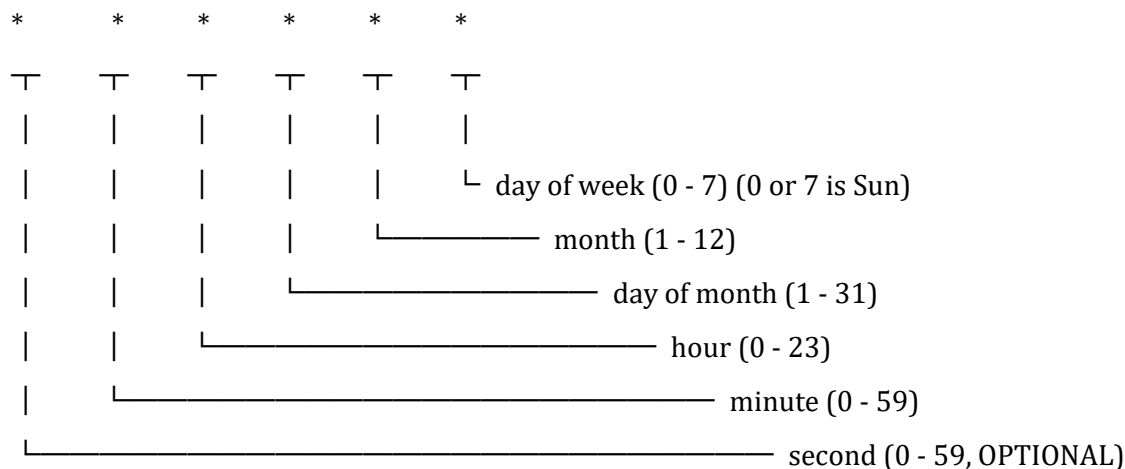 * * * * * *
day of week (0 - 7) (0 or 7 is Sun)
month (1 - 12)
day of month (1 - 31)
hour (0 - 23)
minute (0 - 59)
second (0 - 59, OPTIONAL)